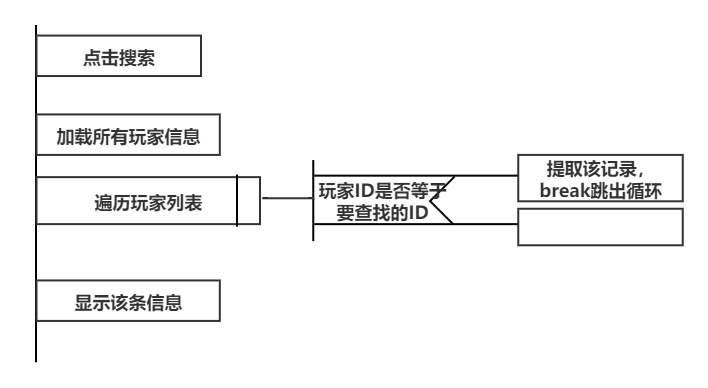 点击搜索
加载所有玩家信息
遍历玩家列表
玩家ID是否等于
要查找的ID
提取该记录，
break跳出循环
显示该条信息